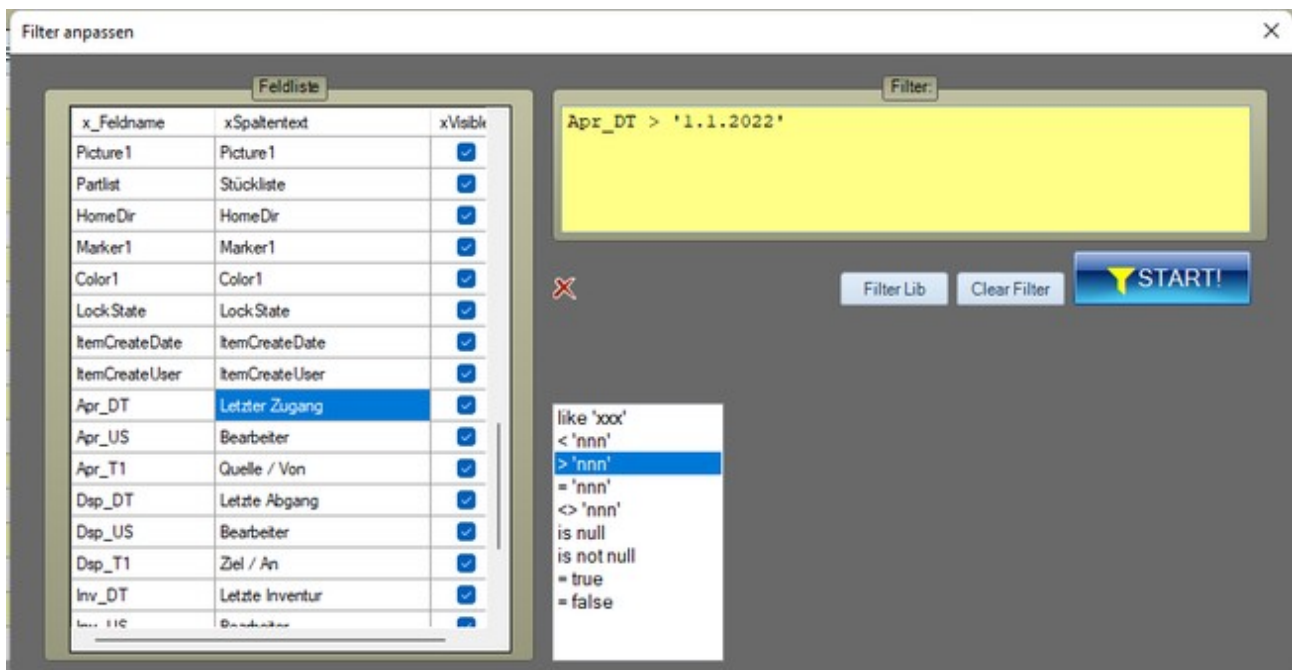 Filter anpassen
Feldliste
x_Feldname xSpaltentext xVisible
Picture1 Picture1
Partlist Stückliste
HomeDir HomeDir
Marker1 Marker1
Color1 Color1
LockState LockState
ItemCreateDate ItemCreateDate
ItemCreateUser ItemCreateUser
Apr_DT Letzter Zugang
Apr_US Bearbeiter
Apr_T1 Quelle / Von
Dsp_DT Letzte Abgang
Dsp_US Bearbeiter
Dsp_T1 Ziel / An
Inv_DT Letzte Inventur
Inv_US Bearbeiter
Filter:
Apr_DT > '1.1.2022'
Filter Lib
Clear Filter
START!
like 'xxx'
< 'nnn'
> 'nnn'
= 'nnn'
<> 'nnn'
is null
is not null
= true
= false